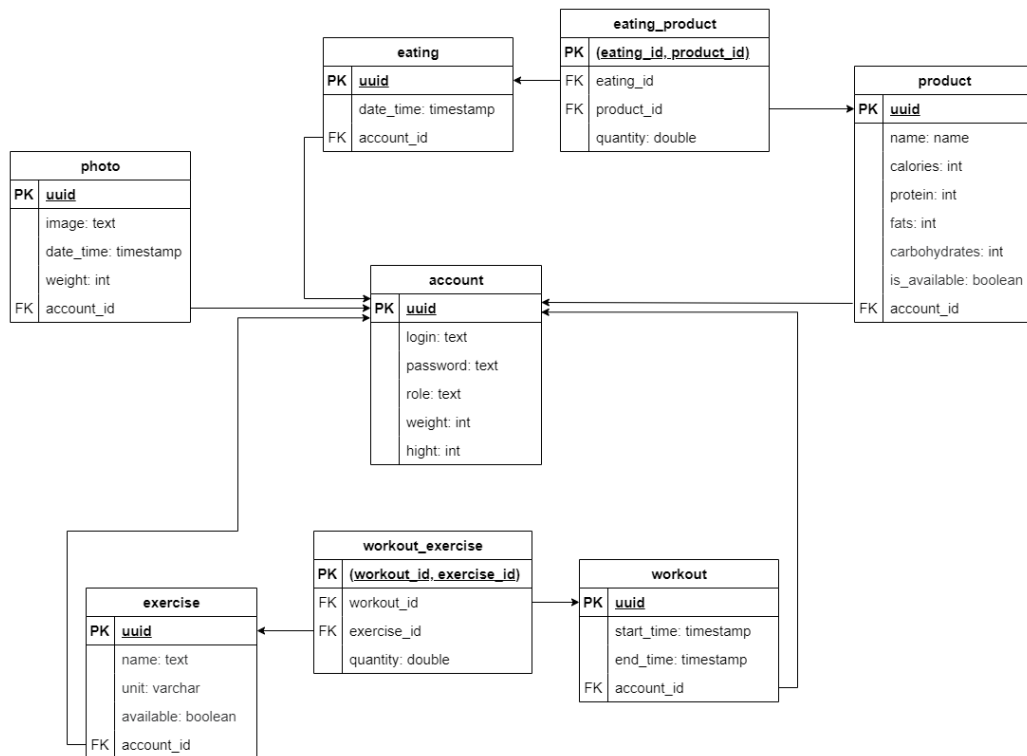 eating_product
PK (eating_id, product_id)
FK eating_id
FK product_id
quantity: double
eating
PK uuid
date_time: timestamp
FK account_id
product
PK uuid
name: name
calories: int
protein: int
fats: int
carbohydrates: int
is_available: boolean
FK account_id
photo
PK uuid
image: text
date_time: timestamp
weight: int
FK account_id
account
PK uuid
login: text
password: text
role: text
weight: int
hight: int
workout_exercise
PK (workout_id, exercise_id)
FK workout_id
FK exercise_id
quantity: double
workout
PK uuid
start_time: timestamp
end_time: timestamp
FK account_id
exercise
PK uuid
name: text
unit: varchar
available: boolean
FK account_id